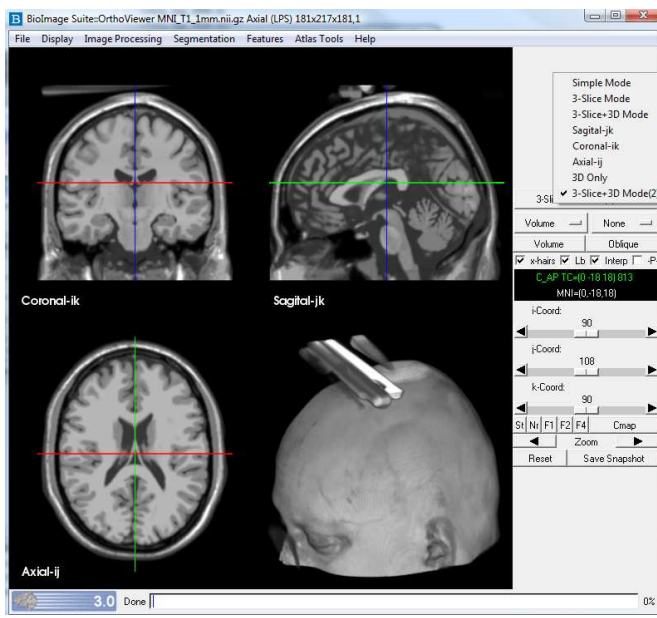 BioImage Suite::OrthoViewer MNI_T1_1mm.nii.gz Axial (LPS) 181x217x181,1
File Display Image Processing Segmentation Features Atlas Tools Help
Simple Mode
3-Slice Mode
3-Slice+3D Mode
Sagital-jk
Coronal-ik
Axial-ij
3D Only
3-Slice+3D Mode(2
3-Sli
Volume None
Volume Oblique
x-hairs Lb Interp -P-
C_AP TC=(0 -18 18) 813
MNI=(0,-18,18)
Coronal-ik Sagital-jk
i-Coord:
90
j-Coord:
108
k-Coord:
90
St Nr F1 F2 F4 Cmap
Zoom
Reset Save Snapshot
Axial-ij
3.0 Done 0%